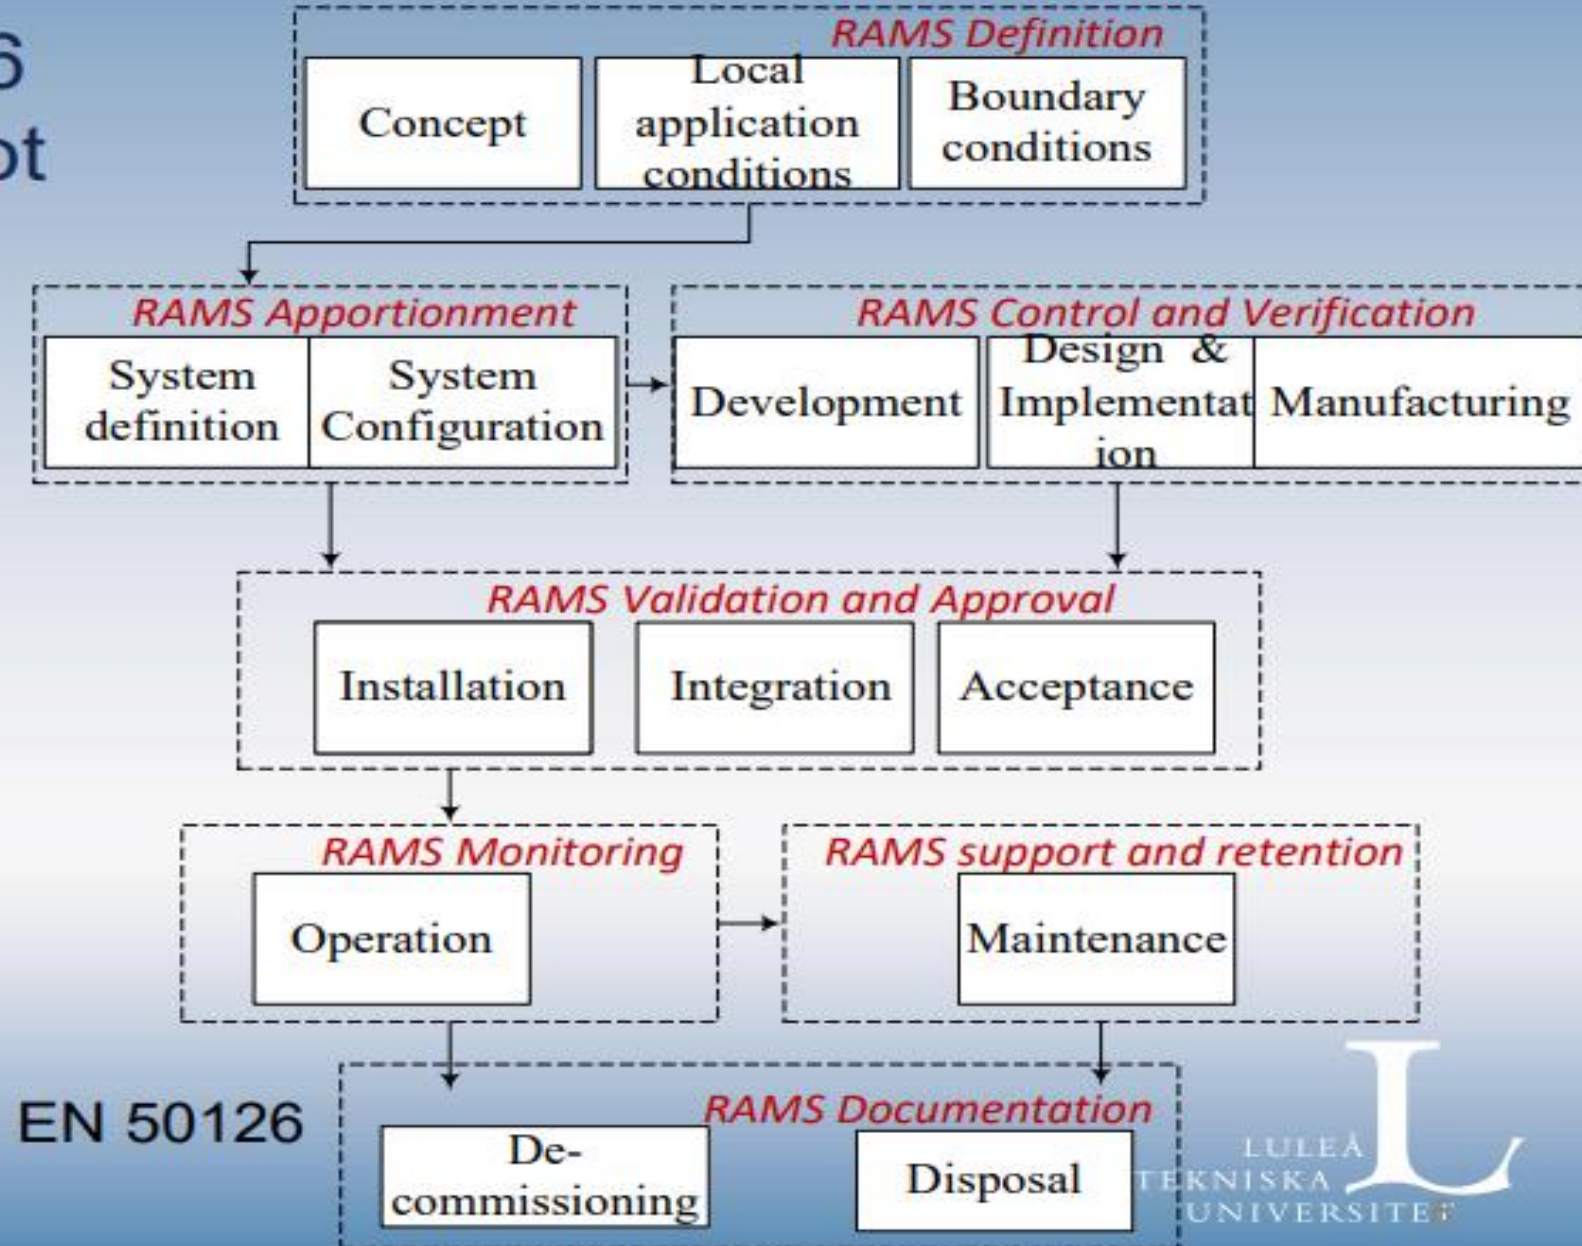 6
ot
RAMS Definition
Concept
Local
application
conditions
Boundary
conditions
RAMS Apportionment
System
definition
System
Configuration
RAMS Control and Verification
Development
Design &
Implementat
ion
Manufacturing
RAMS Validation and Approval
Installation
Integration
Acceptance
RAMS Monitoring
Operation
RAMS support and retention
Maintenance
EN 50126
RAMS Documentation
De-
commissioning
Disposal
LULEÅ
TEKNISKA
UNIVERSITET